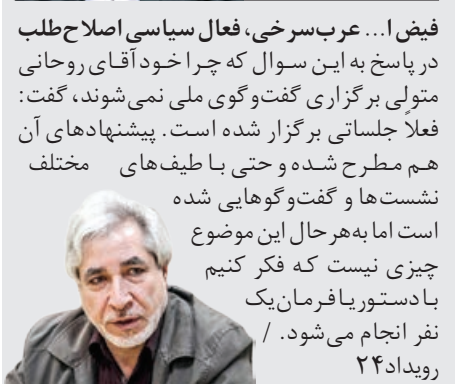 فیض ا... عرب‌سرخی، فعال سیاسی اصلاح‌طلب
در پاسخ به این سوال که چرا خود آقای روحانی
متولی برگزاری گفت‌وگوی ملی نمی‌شوند، گفت:
فعلاً جلساتی برگزار شده است. پیشنهادهای آن
هم مطرح شده و حتی با طیف‌های مختلف
نشست‌ها و گفت‌وگوهایی شده
است اما به‌هرحال این موضوع
چیزی نیست که فکر کنیم
با دستور یا فرمان یک
نفر انجام می‌شود. /
رویداد۲۴